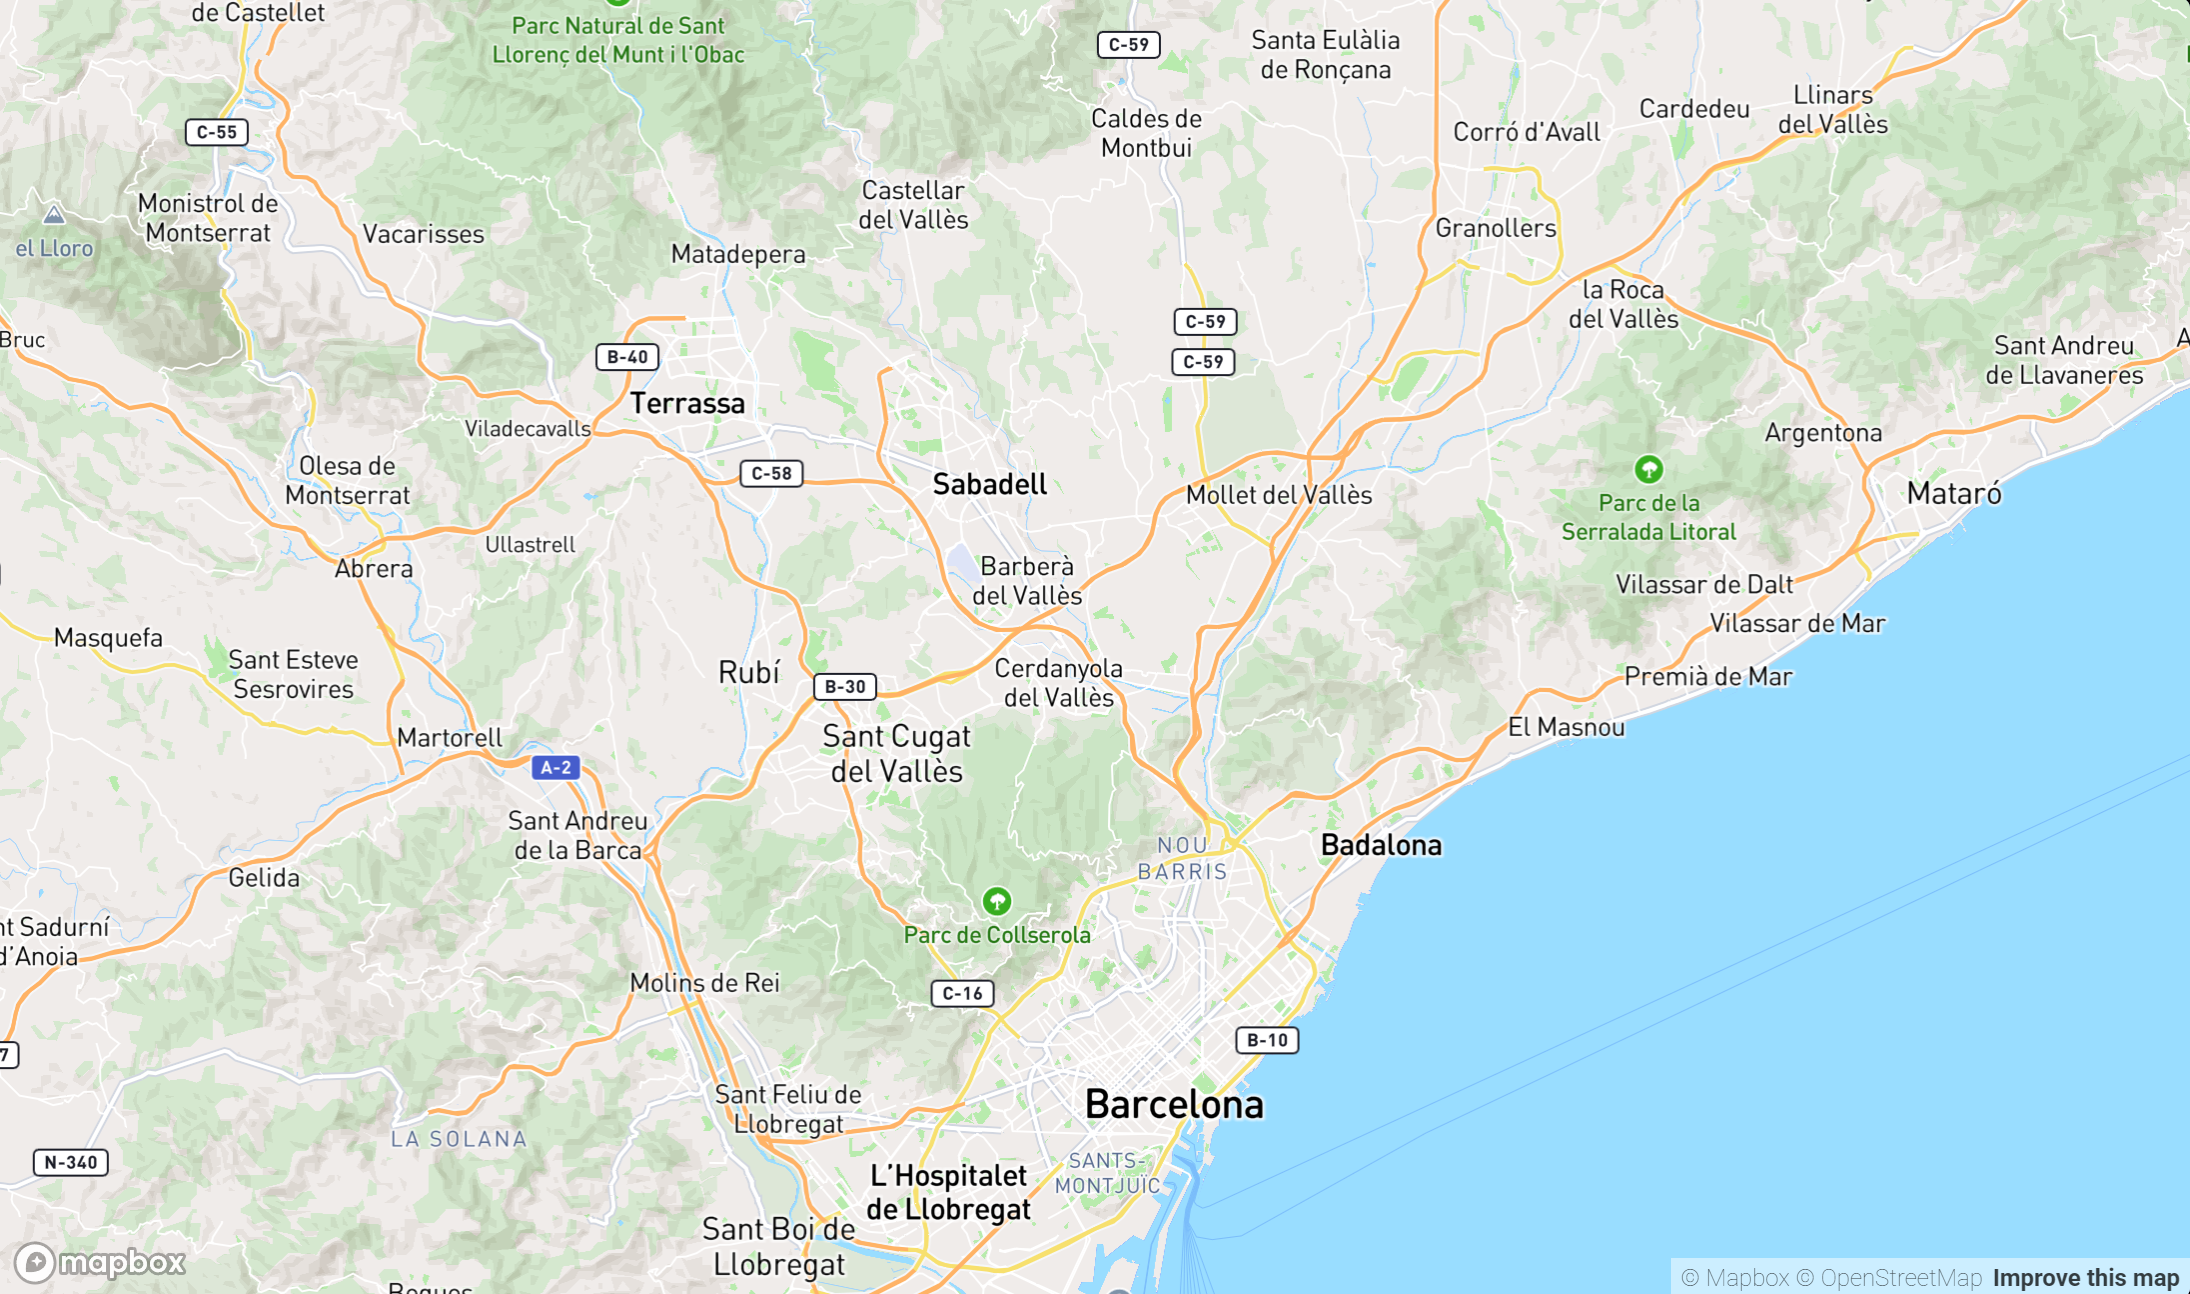 de Castellet
Parc Natural de Sant
Llorenç del Munt i l'Obac
C-59
Santa Eulàlia
de Ronçana
Llinars
del Vallès
Cardedeu
Caldes de
Montbui
Corró d'Avall
C-55
Monistrol de
Montserrat
Castellar
del Vallès
el Lloro
Vacarisses
Matadepera
Granollers
la Roca
del Vallès
C-59
Bruc
B-40
C-59
Sant Andreu
de Llavaneres
A
Terrassa
Viladecavalls
Argentona
Olesa de
Montserrat
C-58
Sabadell
Mollet del Vallès
Parc de la
Serralada Litoral
Mataró
Ullastrell
Abrera
Barberà
del Vallès
Vilassar de Dalt
Vilassar de Mar
Masquefa
Sant Esteve
Sesrovires
Rubí
B-30
Cerdanyola
del Vallès
Premià de Mar
El Masnou
Martorell
A-2
Sant Cugat
del Vallès
Sant Andreu
de la Barca
NOU
BARRIS
Badalona
Gelida
nt Sadurní
d'Anoia
Parc de Collserola
Molins de Rei
C-16
7
B-10
Sant Feliu de
Llobregat
Barcelona
LA SOLANA
N-340
L'Hospitalet
de Llobregat
SANTS-
MONTJUÏC
Sant Boi de
Llobregat
mapbox
Begues
© Mapbox © OpenStreetMap Improve this map